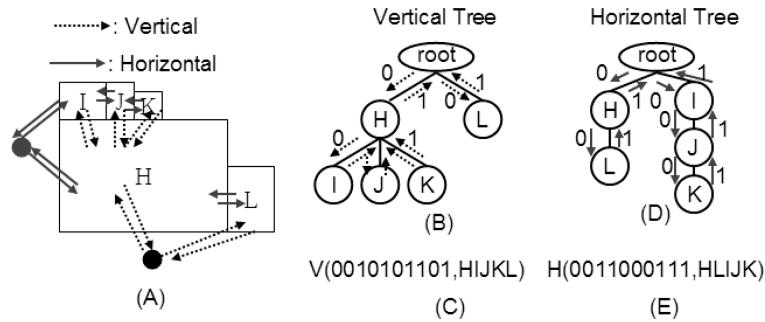 : Vertical
: Horizontal
I J K
H
L
(A)
Vertical Tree
root
0 1
1 0
H L
0 1
I J K
(B)
V(0010101101,HIJKL)
(C)
Horizontal Tree
root
0 1
1 0
H I
0 1 0 1
L J
0 1
K
(D)
H(0011000111,HLIJK)
(E)